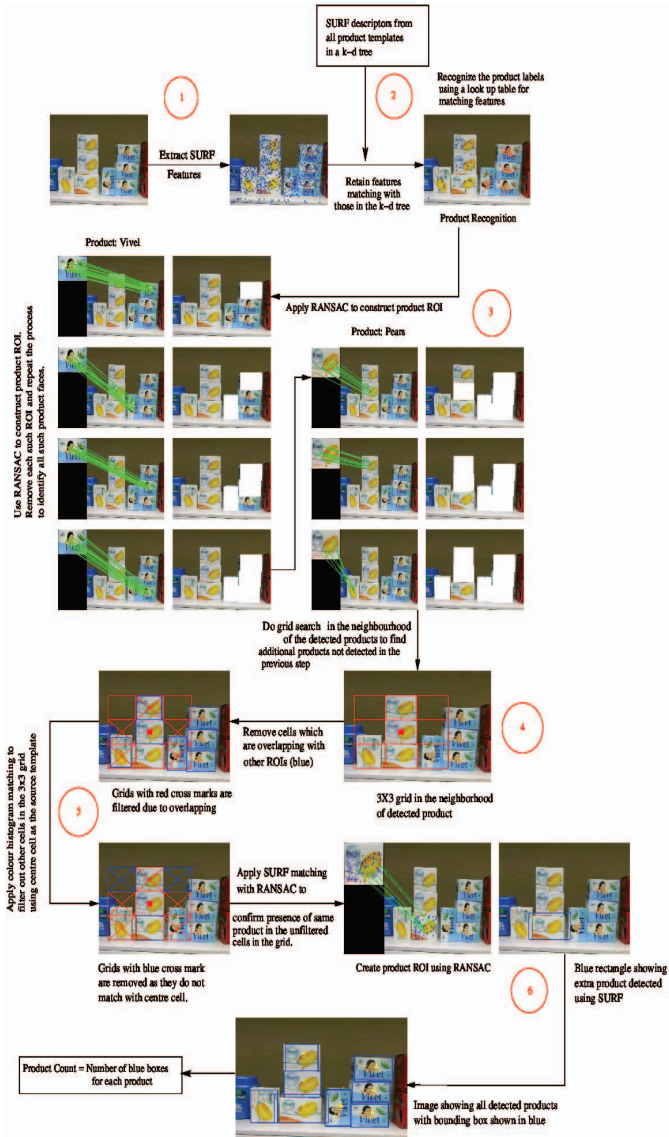 SURF descriptors from
all product templates
in a k-d tree
1
2
Recognize the product labels
using a look up table for
matching features
Extract SURF
Features
Retain features
matching with
those in the k-d tree
Product Recognition
Product: Vivel
Apply RANSAC to construct product ROI
3
Product: Pears
Use RANSAC to construct product ROI.
Remove each such ROI and repeat the process
to identify all such product faces.
Do grid search in the neighbourhood
of the detected products to find
additional products not detected in the
previous step
4
Remove cells which
are overlapping with
other ROIs (blue)
Grids with red cross marks are
filtered due to overlapping
3X3 grid in the neighborhood
of detected product
5
Apply colour histogram matching to
filter out other cells in the 3x3 grid
using centre cell as the source template
Apply SURF matching
with RANSAC to
confirm presence of same
product in the unfiltered
cells in the grid.
Grids with blue cross mark
are removed as they do not
match with centre cell.
Create product ROI using RANSAC
6
Blue rectangle showing
extra product detected
using SURF
Product Count = Number of blue boxes
for each product
Image showing all detected products
with bounding box shown in blue